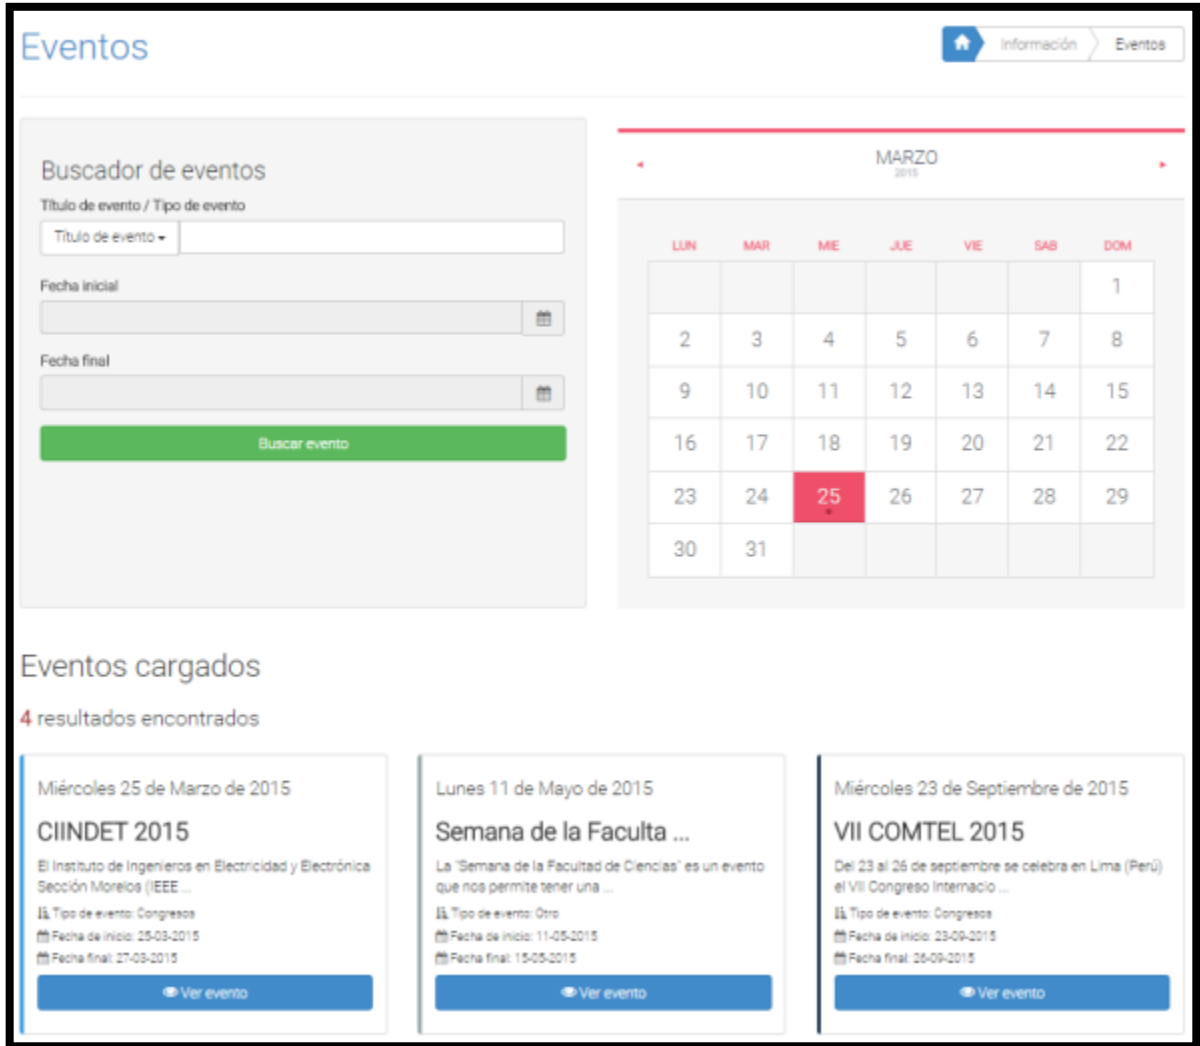 Eventos
Información
Eventos
Buscador de eventos
Título de evento / Tipo de evento
Título de evento
Fecha inicial
Fecha final
Buscar evento
MARZO
2015
LUN MAR MIE JUE VIE SAB DOM
1
2 3 4 5 6 7 8
9 10 11 12 13 14 15
16 17 18 19 20 21 22
23 24 25 26 27 28 29
30 31
Eventos cargados
4 resultados encontrados
Miércoles 25 de Marzo de 2015
CIINDET 2015
El Instituto de Ingenieros en Electricidad y Electrónica
Sección Morelos (IEEE ...
Tipo de evento: Congresos
Fecha de inicio: 25-03-2015
Fecha final: 27-03-2015
Ver evento
Lunes 11 de Mayo de 2015
Semana de la Faculta ...
La "Semana de la Facultad de Ciencias" es un evento
que nos permite tener una ...
Tipo de evento: Otro
Fecha de inicio: 11-05-2015
Fecha final: 15-05-2015
Ver evento
Miércoles 23 de Septiembre de 2015
VII COMTEL 2015
Del 23 al 26 de septiembre se celebra en Lima (Perú)
el VII Congreso Internacio ...
Tipo de evento: Congresos
Fecha de inicio: 23-09-2015
Fecha final: 26-09-2015
Ver evento